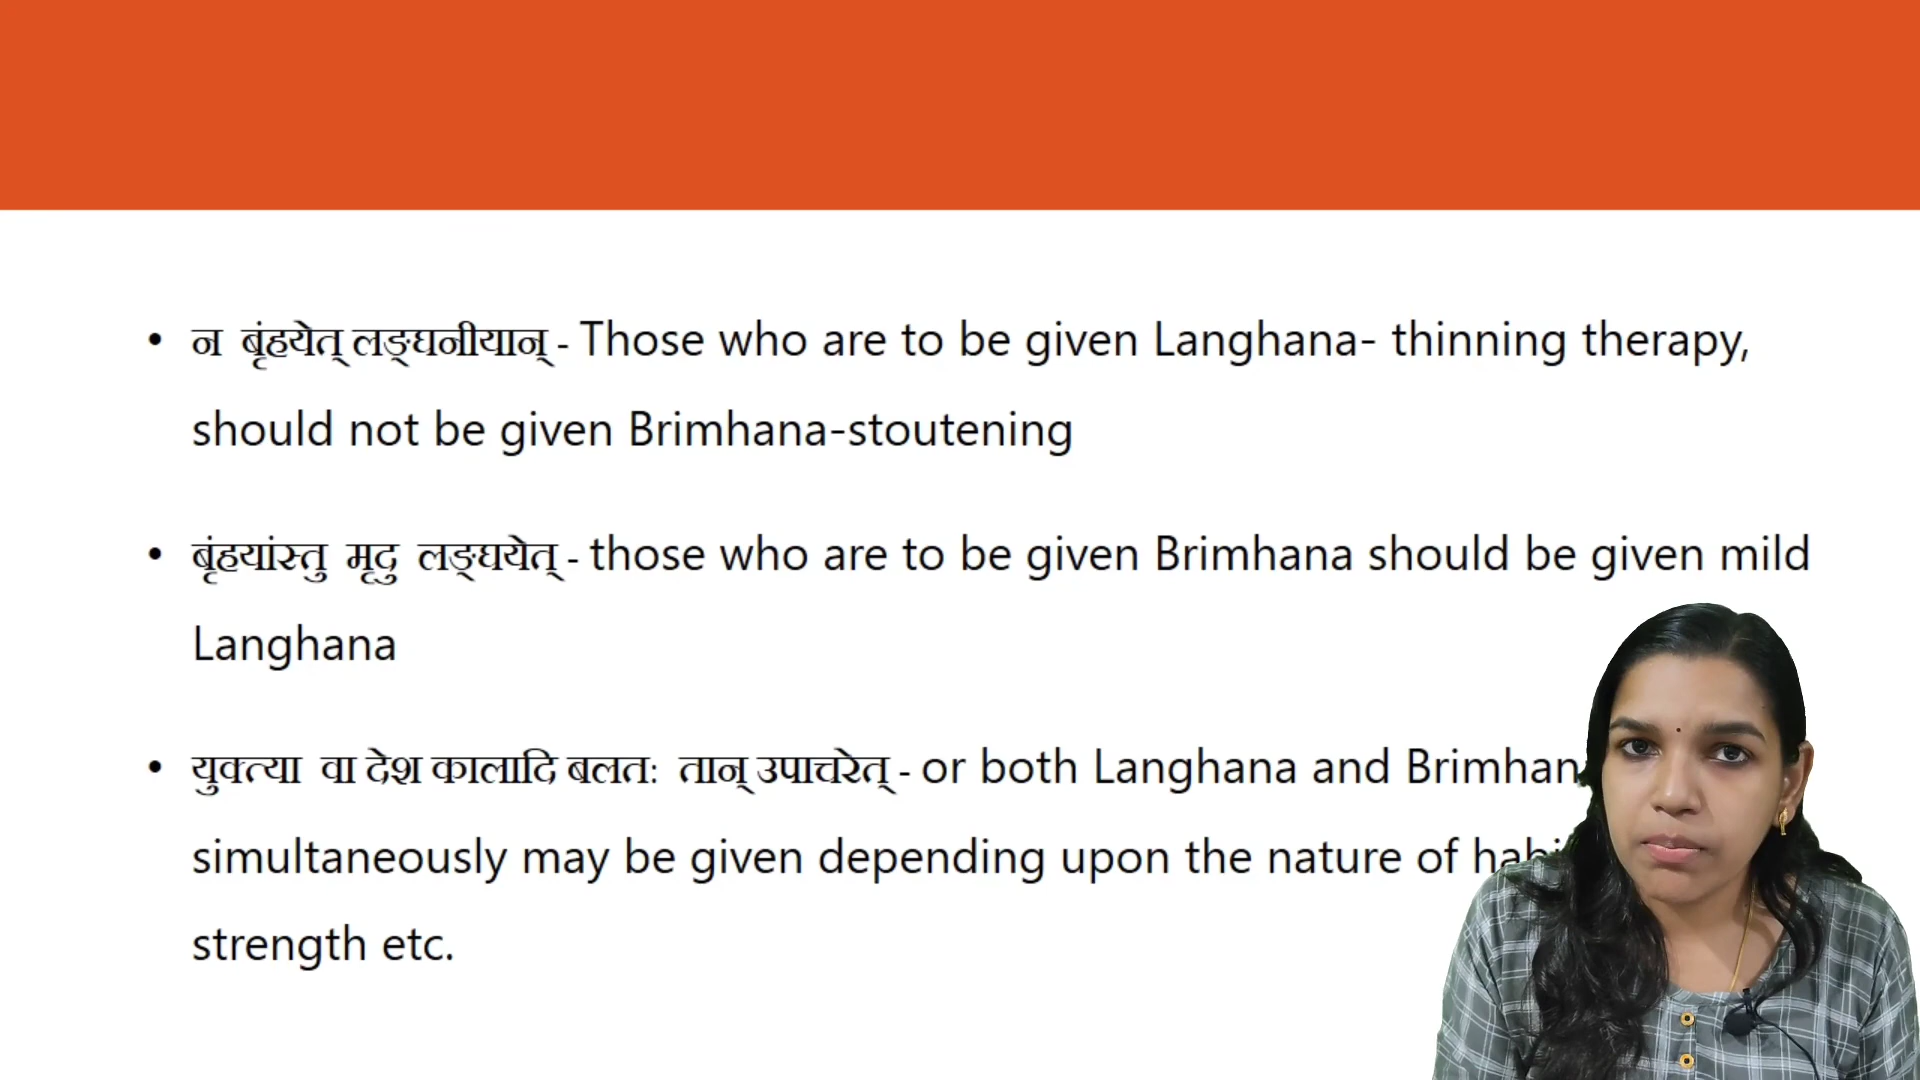 • न बृंहयेत् लङ्घनीयान् - Those who are to be given Langhana- thinning therapy,
should not be given Brimhana-stoutening
• बृंहयांस्तु मृदु लङ्घयेत् - those who are to be given Brimhana should be given mild
Langhana
• युक्त्या वा देश कालादि बलतः तान् उपाचरेत् - or both Langhana and
simultaneously may be given depending upon the nature of
strength etc.